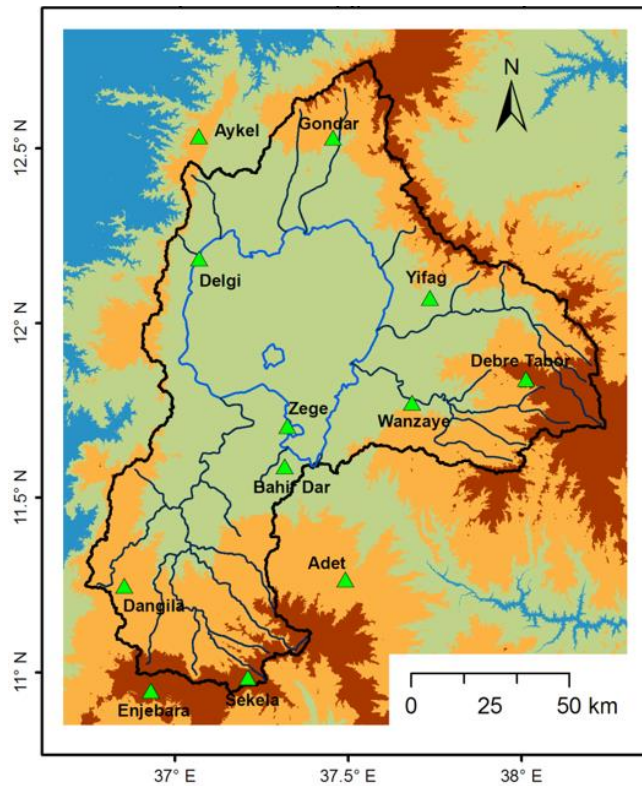 N
Aykel
Gondar
12.5° N
Delgi
Yifag
12° N
Debre Tabor
Zege
Wanzaye
Bahir Dar
11.5° N
Adet
Dangila
11° N
Sekela
Enjebara
0 25 50 km
37° E 37.5° E 38° E